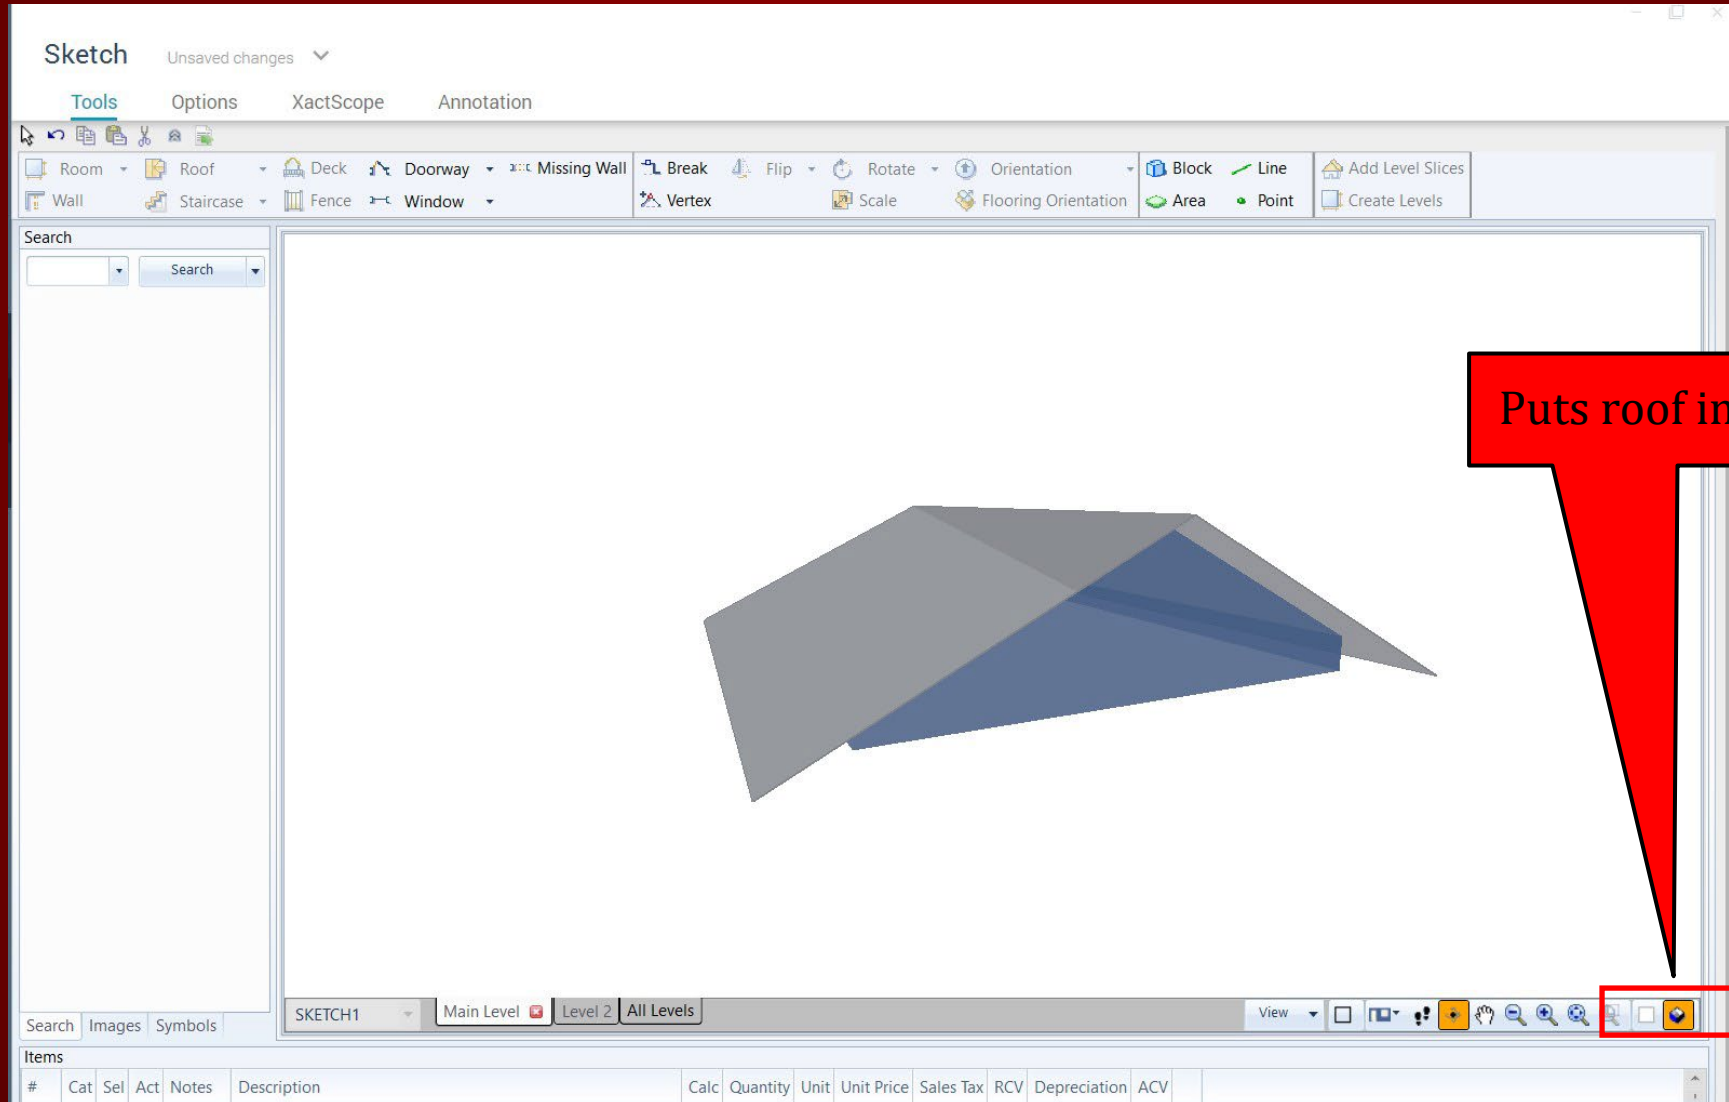 Sketch Unsaved changes
Tools Options XactScope Annotation
Room Roof Deck Doorway Missing Wall Break Flip Rotate Orientation Block Line Add Level Slices
Wall Staircase Fence Window Vertex Scale Flooring Orientation Area Point Create Levels
Search
Search
Puts roof in
SKETCH1 Main Level Level 2 All Levels View
Search Images Symbols
Items
# Cat Sel Act Notes Description Calc Quantity Unit Unit Price Sales Tax RCV Depreciation ACV